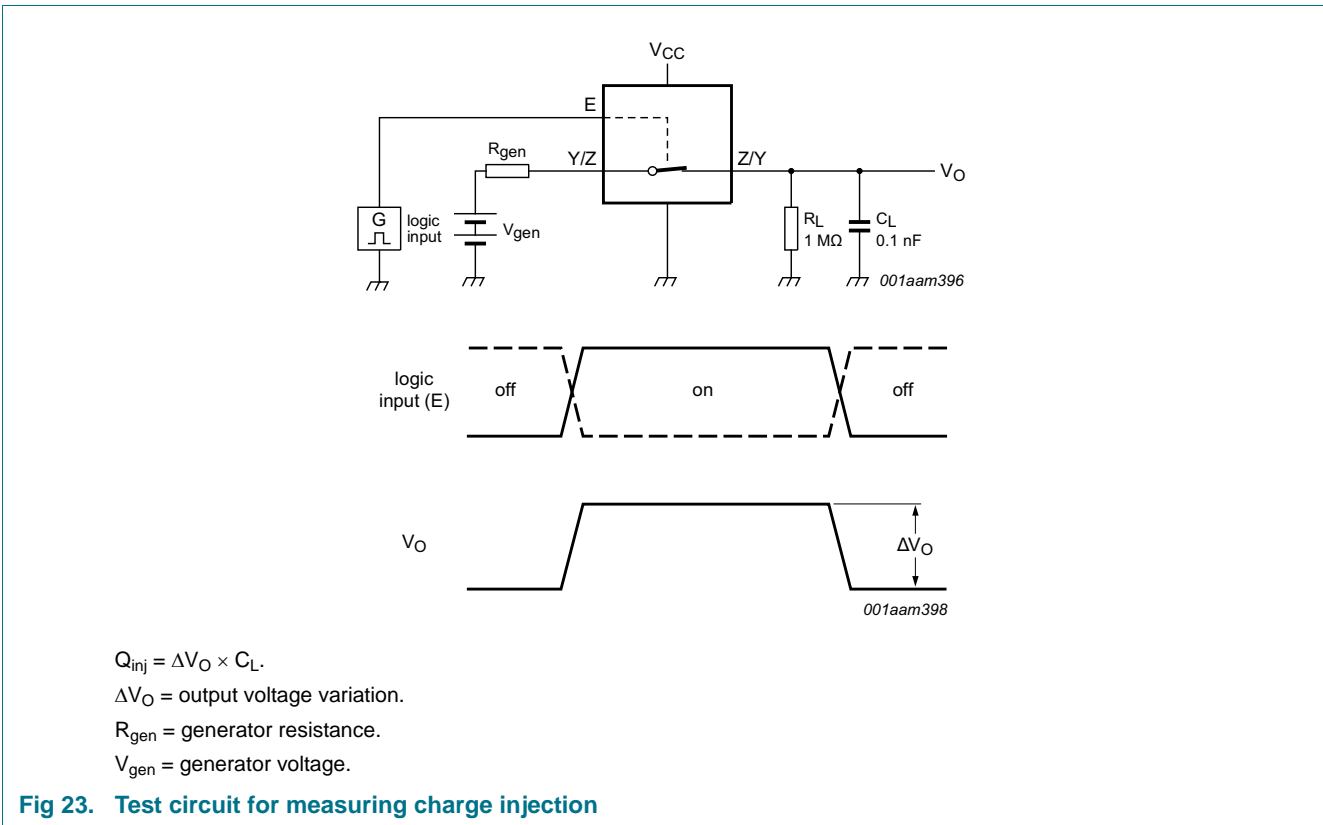 VCC
E
Rgen
Y/Z
Z/Y
VO
G
logic
input
Vgen
RL
1 MΩ
CL
0.1 nF
001aam396
logic
input (E)
off
on
off
VO
ΔVO
001aam398
Qinj = ΔVO × CL.
ΔVO = output voltage variation.
Rgen = generator resistance.
Vgen = generator voltage.
Fig 23. Test circuit for measuring charge injection